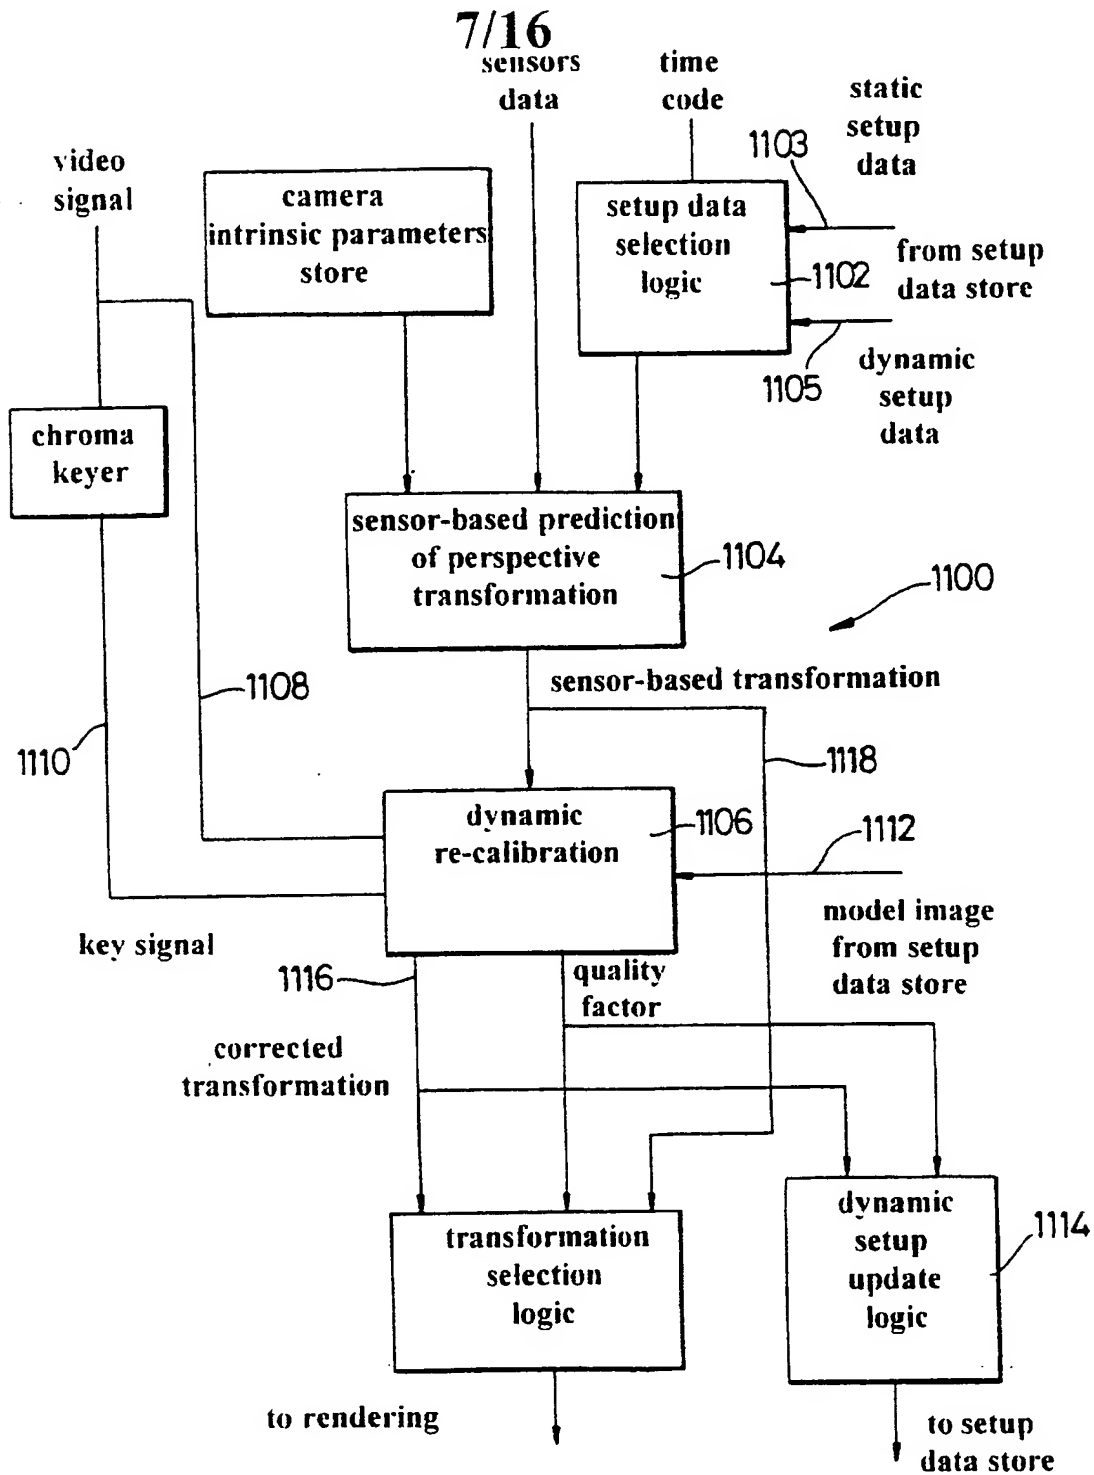 7/16
sensors
data
time
code
static
setup
data
1103
video
signal
camera
intrinsic parameters
store
setup data
selection
logic
1102
from setup
data store
1105
dynamic
setup
data
chroma
keyer
sensor-based prediction
of perspective
transformation
1104
1100
sensor-based transformation
1108
1110
1118
dynamic
re-calibration
1106
1112
model image
from setup
data store
key signal
1116
quality
factor
corrected
transformation
transformation
selection
logic
dynamic
setup
update
logic
1114
to rendering
to setup
data store